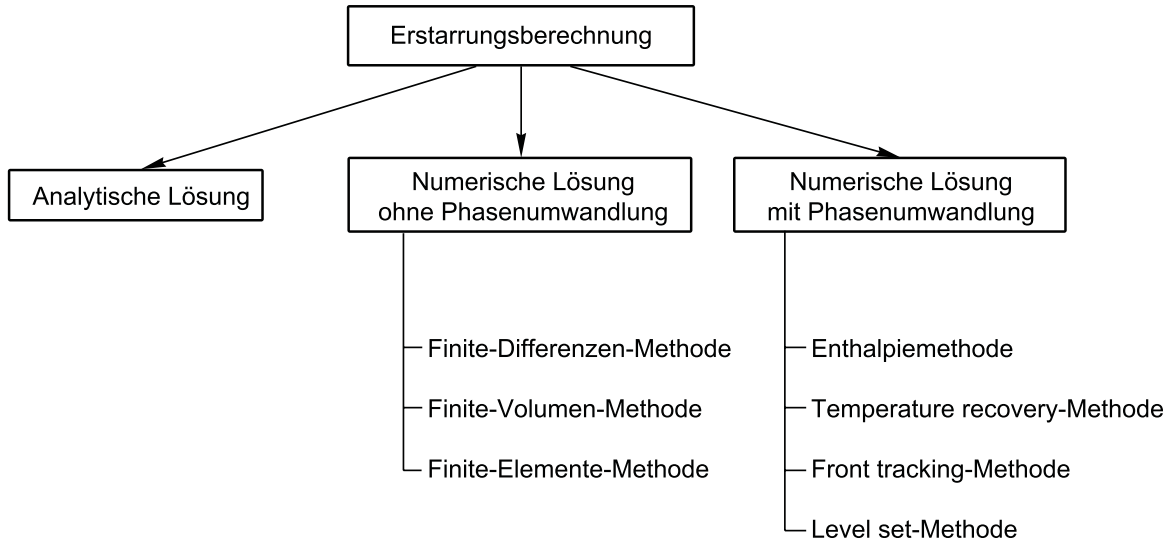 Erstarrungsberechnung
Analytische Lösung
Numerische Lösung
ohne Phasenumwandlung
Numerische Lösung
mit Phasenumwandlung
Finite-Differenzen-Methode
Finite-Volumen-Methode
Finite-Elemente-Methode
Enthalpiemethode
Temperature recovery-Methode
Front tracking-Methode
Level set-Methode